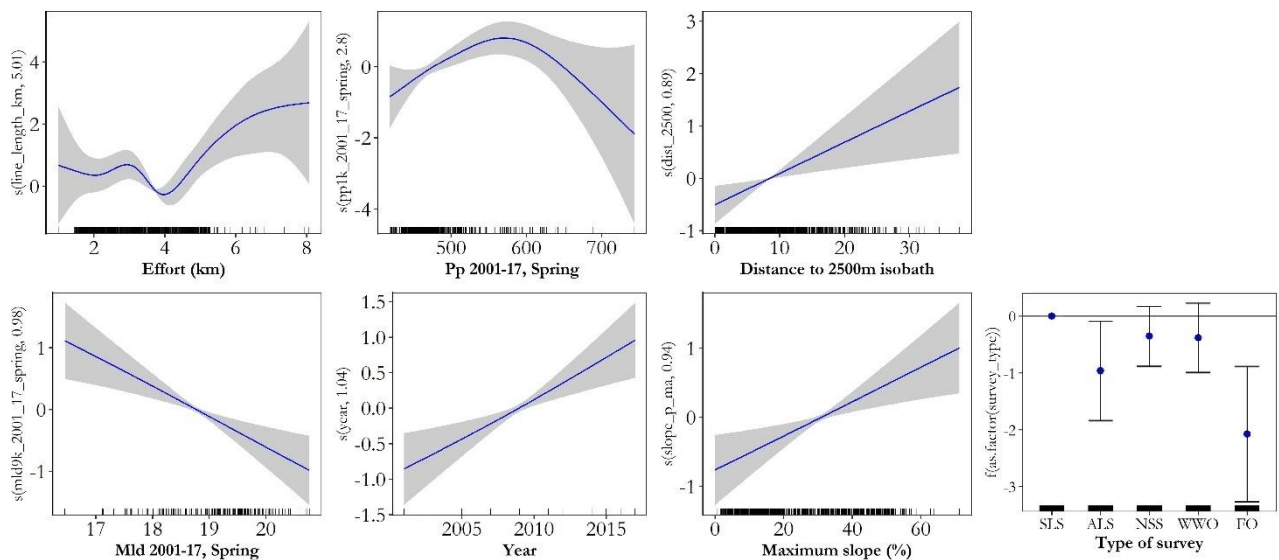 s(line_length_km, 5.01)
4
2
0
2
4
6
8
Effort (km)
s(pp1k_2001_17_spring, 2.8)
0
-2
-4
500
600
700
Pp 2001-17, Spring
s(dist_2500, 0.89)
3
2
1
0
-1
0
10
20
30
Distance to 2500m isobath
s(mld9k_2001_17_spring, 0.98)
1
0
-1
17
18
19
20
Mld 2001-17, Spring
s(year, 1.04)
1.5
1.0
0.5
0.0
-0.5
-1.0
-1.5
2005
2010
2015
Year
s(slope_p_ma, 0.94)
1
0
-1
0
20
40
60
Maximum slope (%)
f(as.factor(survey_type))
0
-1
-2
-3
SLS
ALS
NSS
WWO
FO
Type of survey